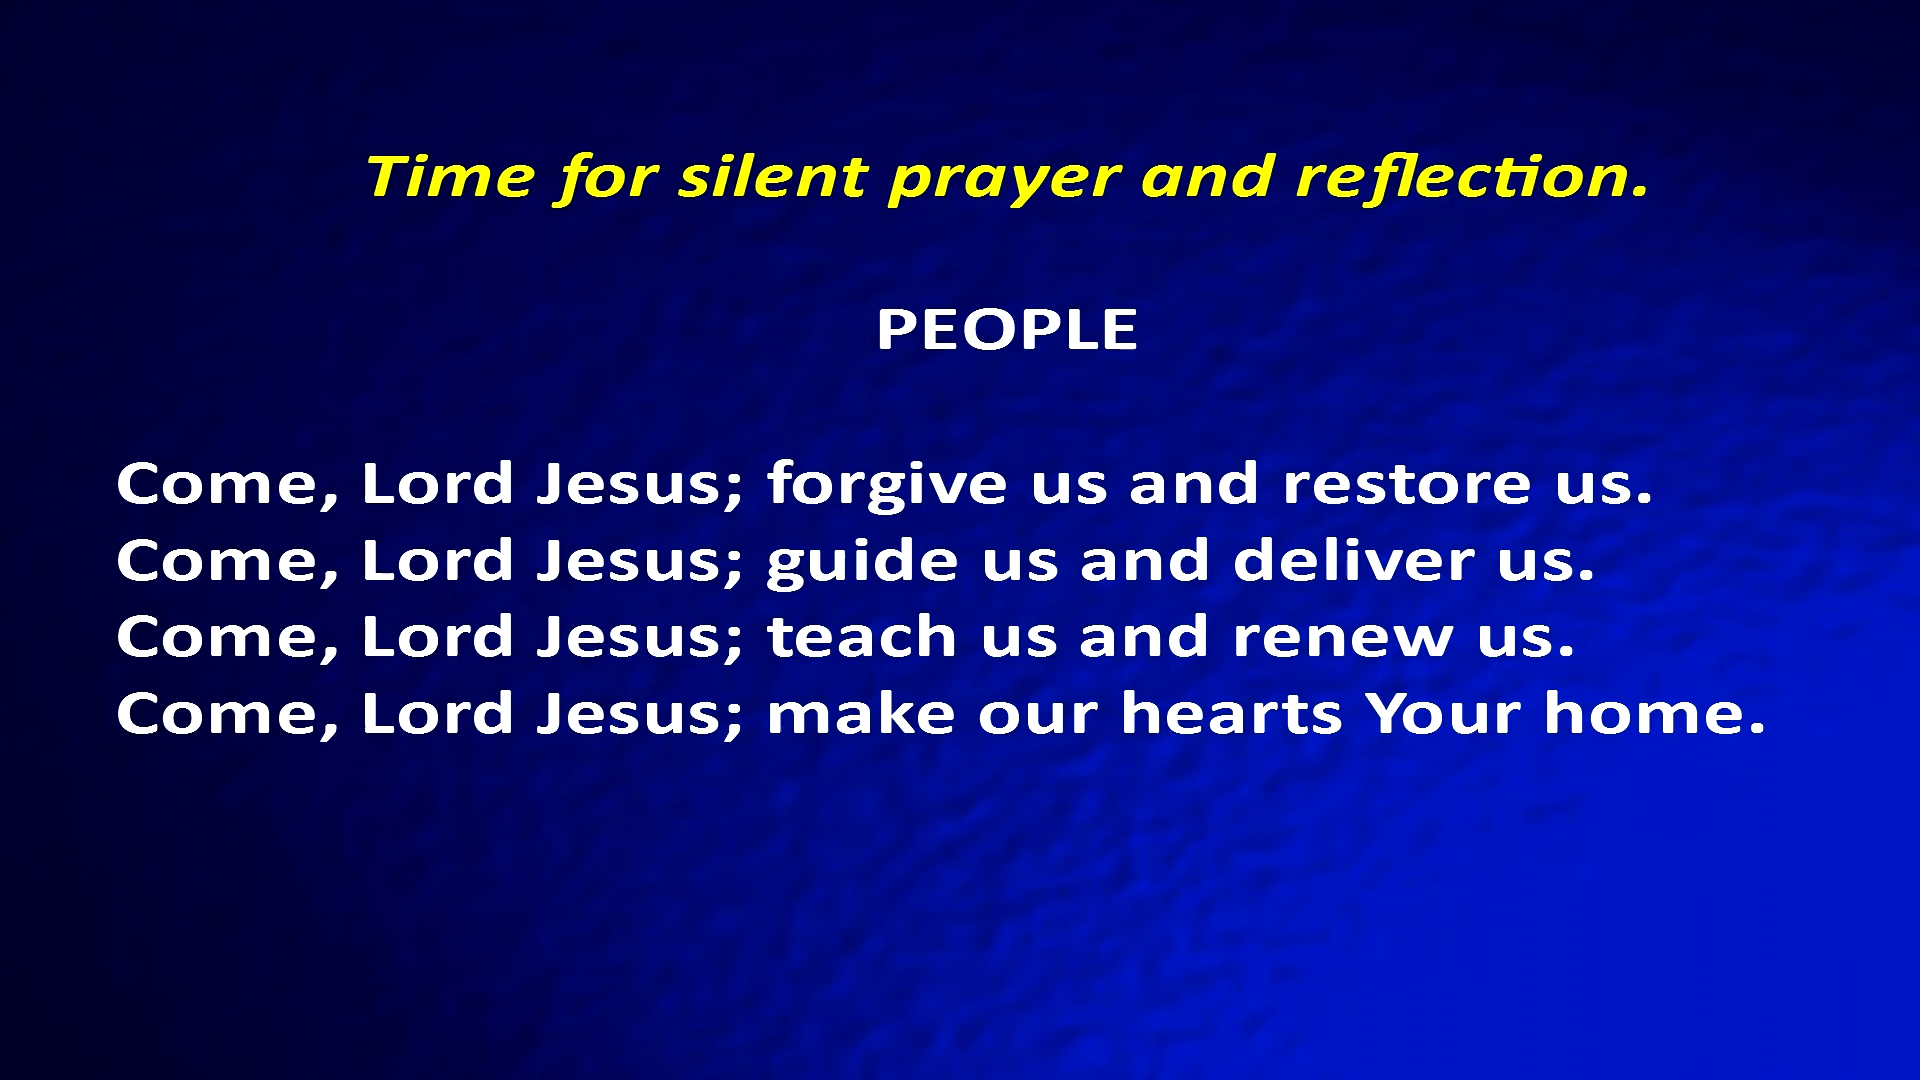 Time for silent prayer and reflection.
PEOPLE
Come, Lord Jesus; forgive us and restore us.
Come, Lord Jesus; guide us and deliver us.
Come, Lord Jesus; teach us and renew us.
Come, Lord Jesus; make our hearts Your home.